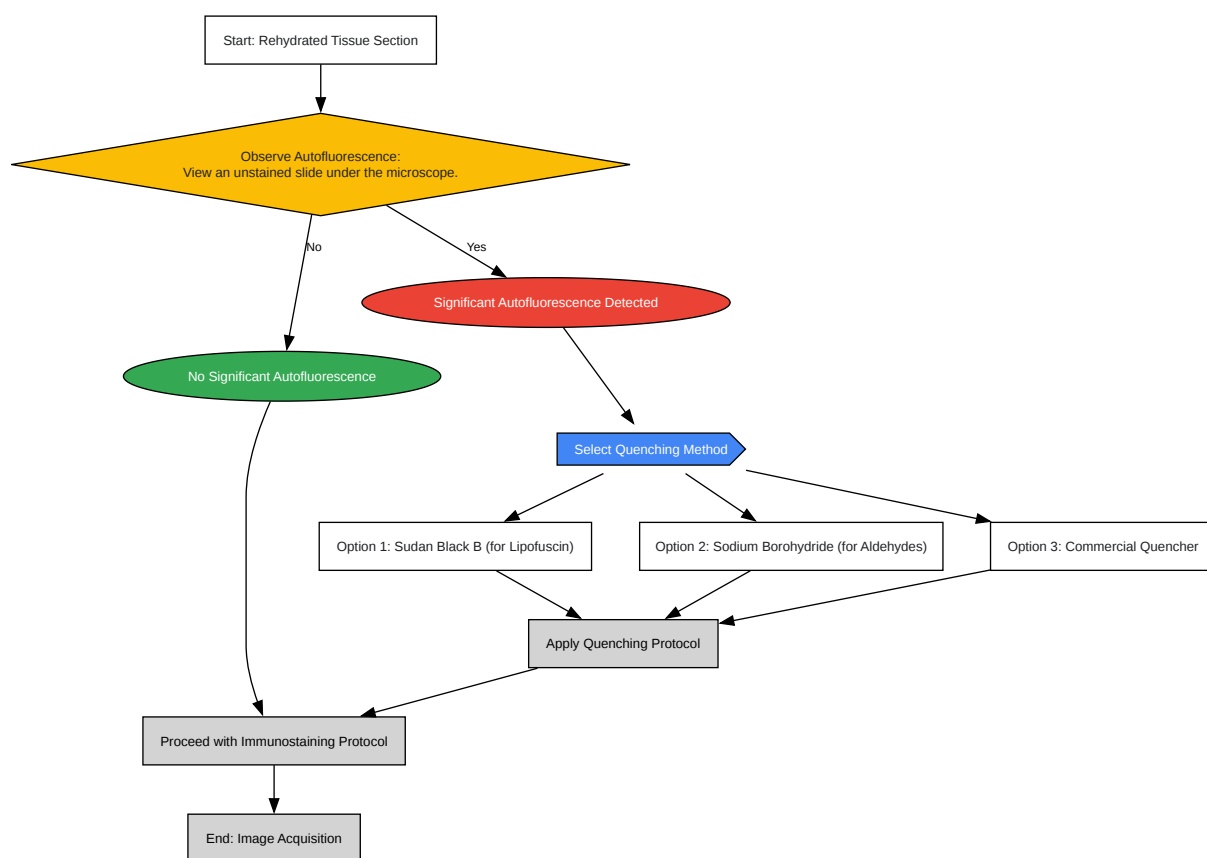 Start: Rehydrated Tissue Section
Observe Autofluorescence:
View an unstained slide under the microscope.
No
Yes
Significant Autofluorescence Detected
No Significant Autofluorescence
Select Quenching Method
Option 1: Sudan Black B (for Lipofuscin)
Option 2: Sodium Borohydride (for Aldehydes)
Option 3: Commercial Quencher
Apply Quenching Protocol
Proceed with Immunostaining Protocol
End: Image Acquisition